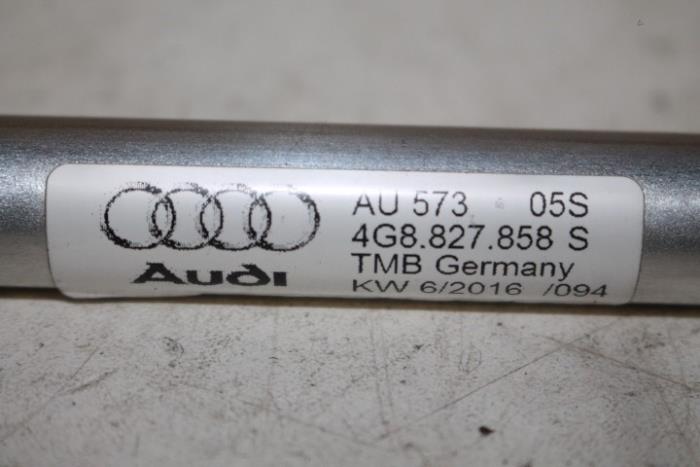 Audi
AU 573 05S
4G8.827.858 S
TMB Germany
KW 6/2016 /094